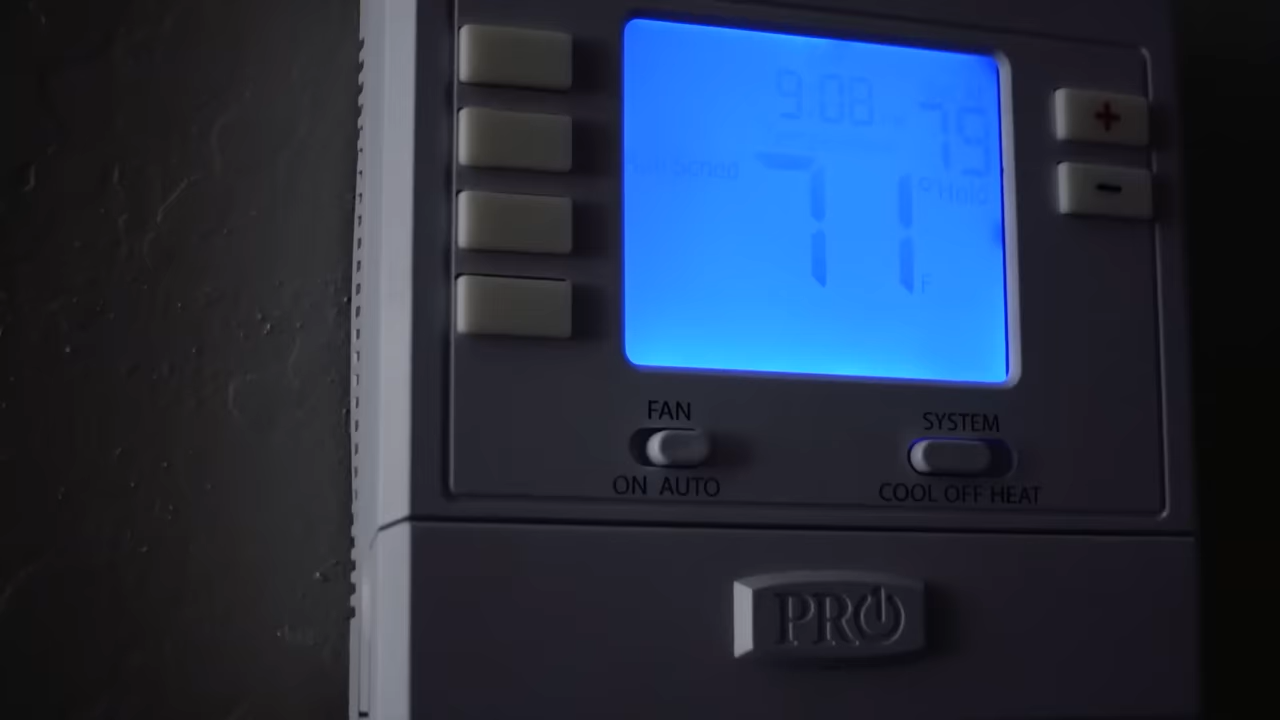 9:08
79
71
°Hold
F
+
-
FAN
ON AUTO
SYSTEM
COOL OFF HEAT
PRO